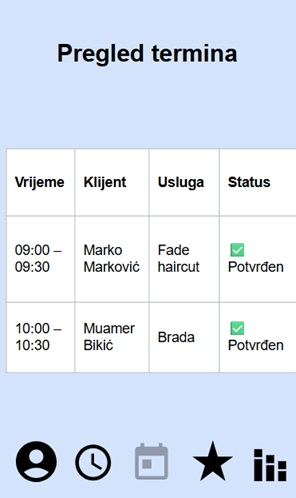 Pregled termina
Vrijeme Klijent Usluga Status
09:00 – Marko Fade ✅
09:30 Marković haircut Potvrđen
10:00 – Muamer Brada ✅
10:30 Bikić Potvrđen